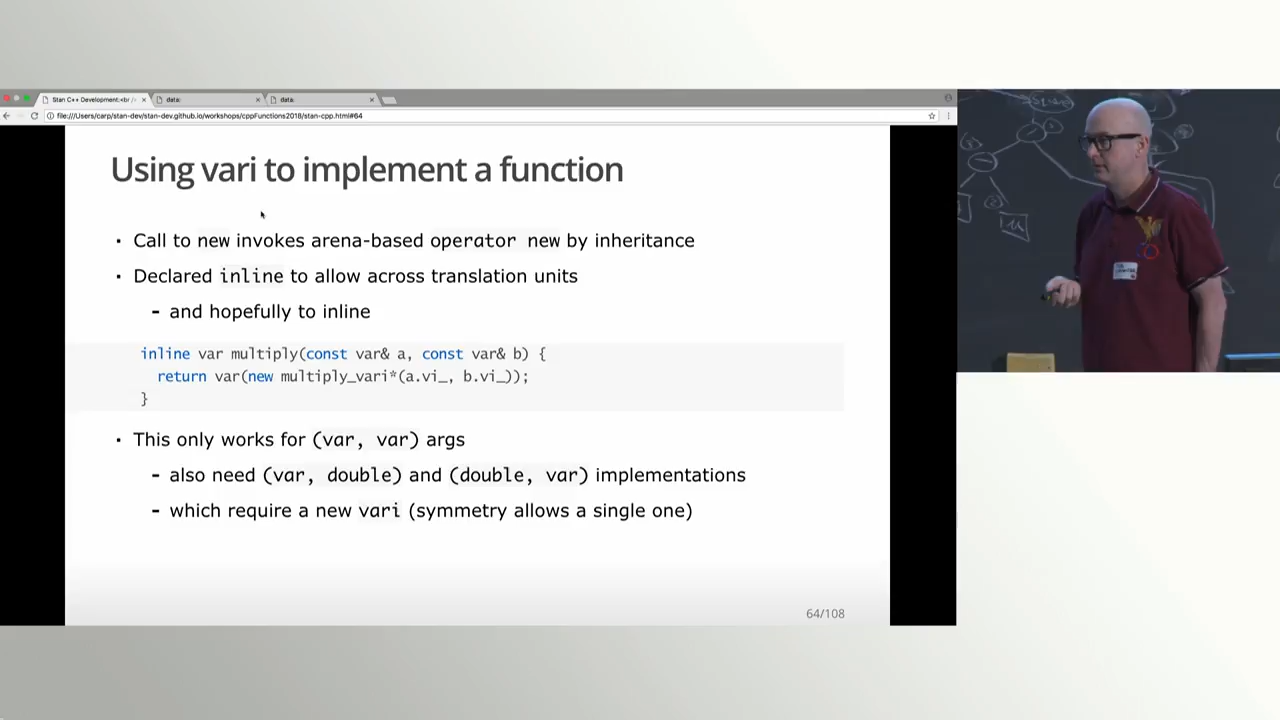 Stan C++ Development:<br /
data:
data:
file:///Users/carp/stan-dev/stan-dev.github.io/workshops/cppFunctions2018/stan-cpp.html#64
Using vari to implement a function
· Call to new invokes arena-based operator new by inheritance
· Declared inline to allow across translation units
- and hopefully to inline
inline var multiply(const var& a, const var& b) {
return var(new multiply_vari*(a.vi_, b.vi_));
}
· This only works for (var, var) args
- also need (var, double) and (double, var) implementations
- which require a new vari (symmetry allows a single one)
64/108